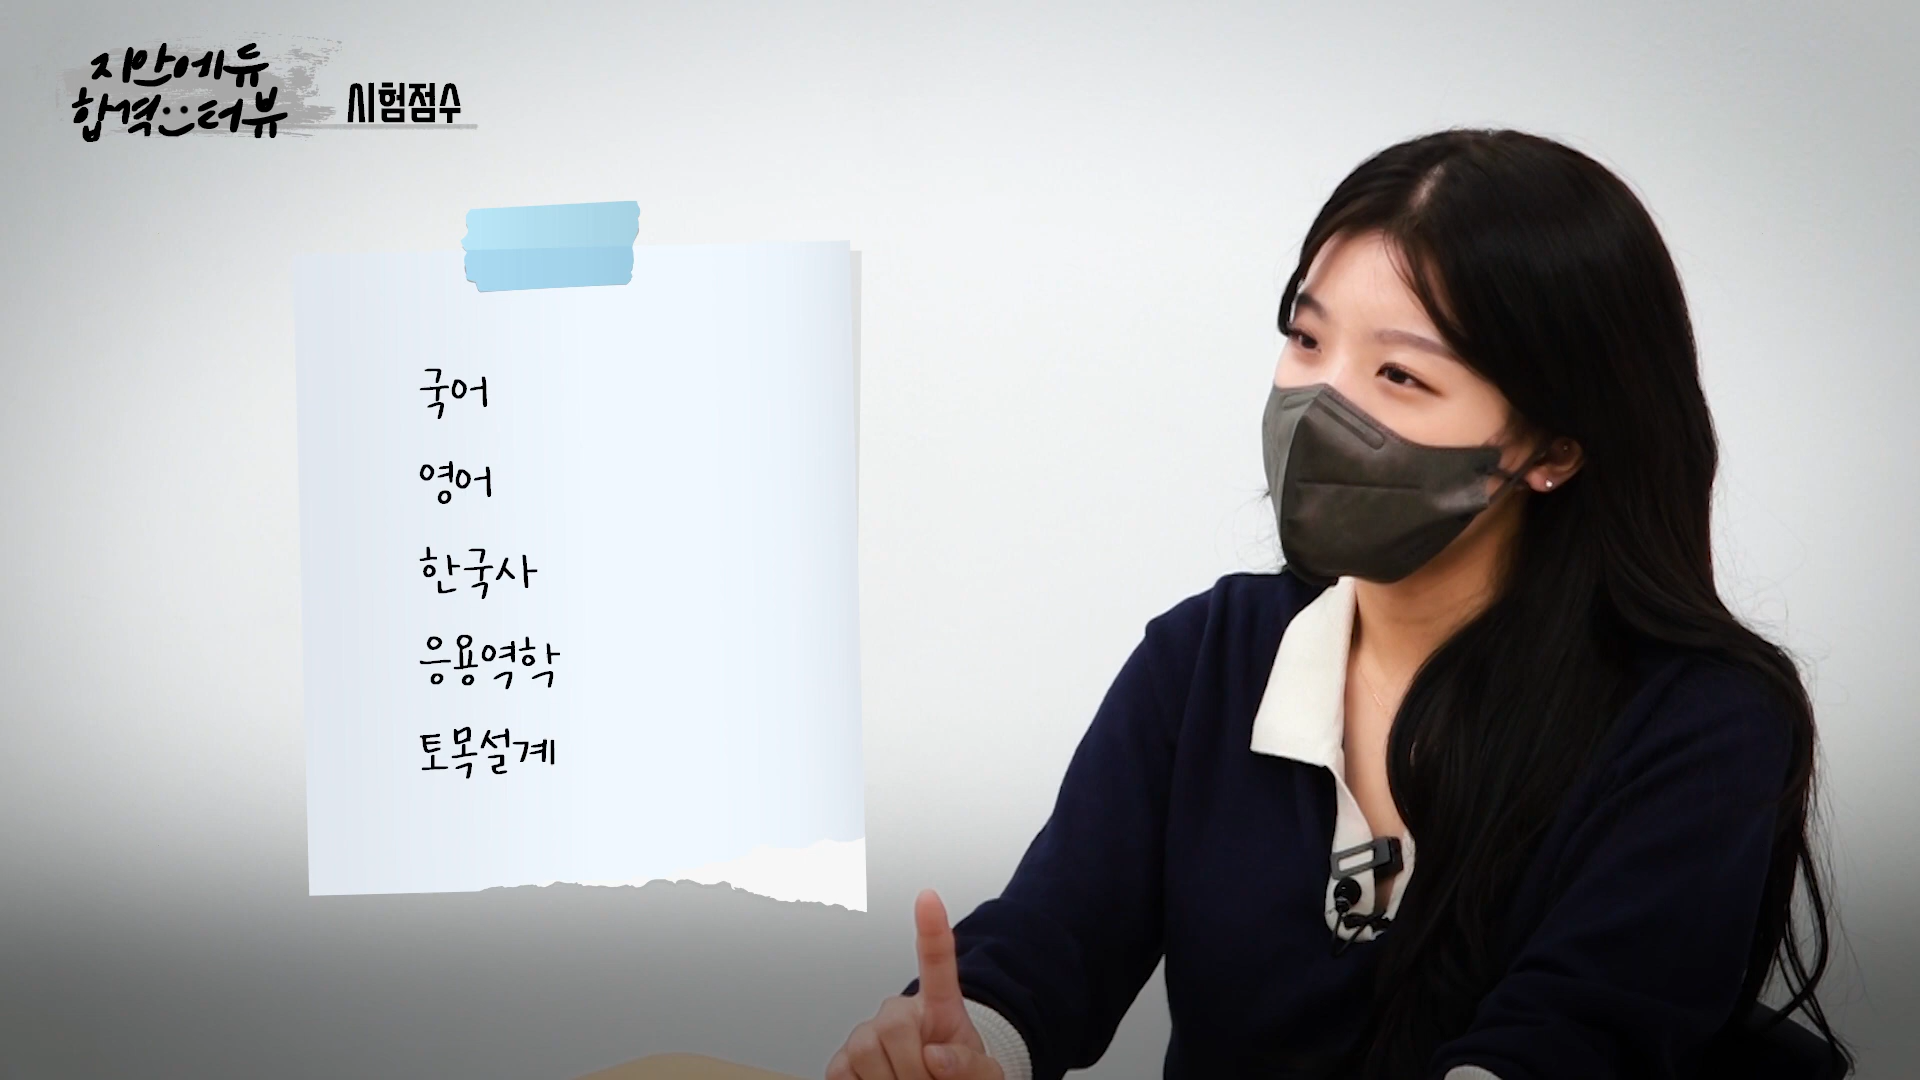 지안에듀
합격인터뷰
시험점수
국어
영어
한국사
응용역학
토목설계